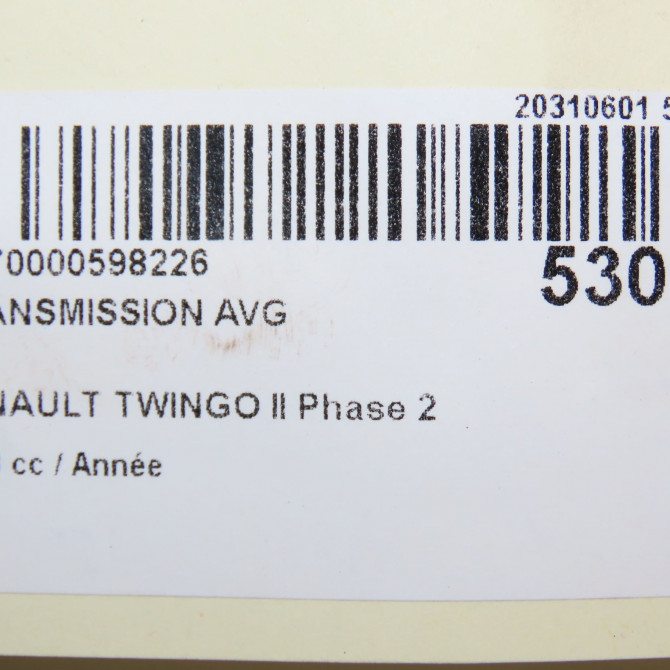 20310601 5
70000598226
530
ANSMISSION AVG
NAULT TWINGO II Phase 2
cc / Année